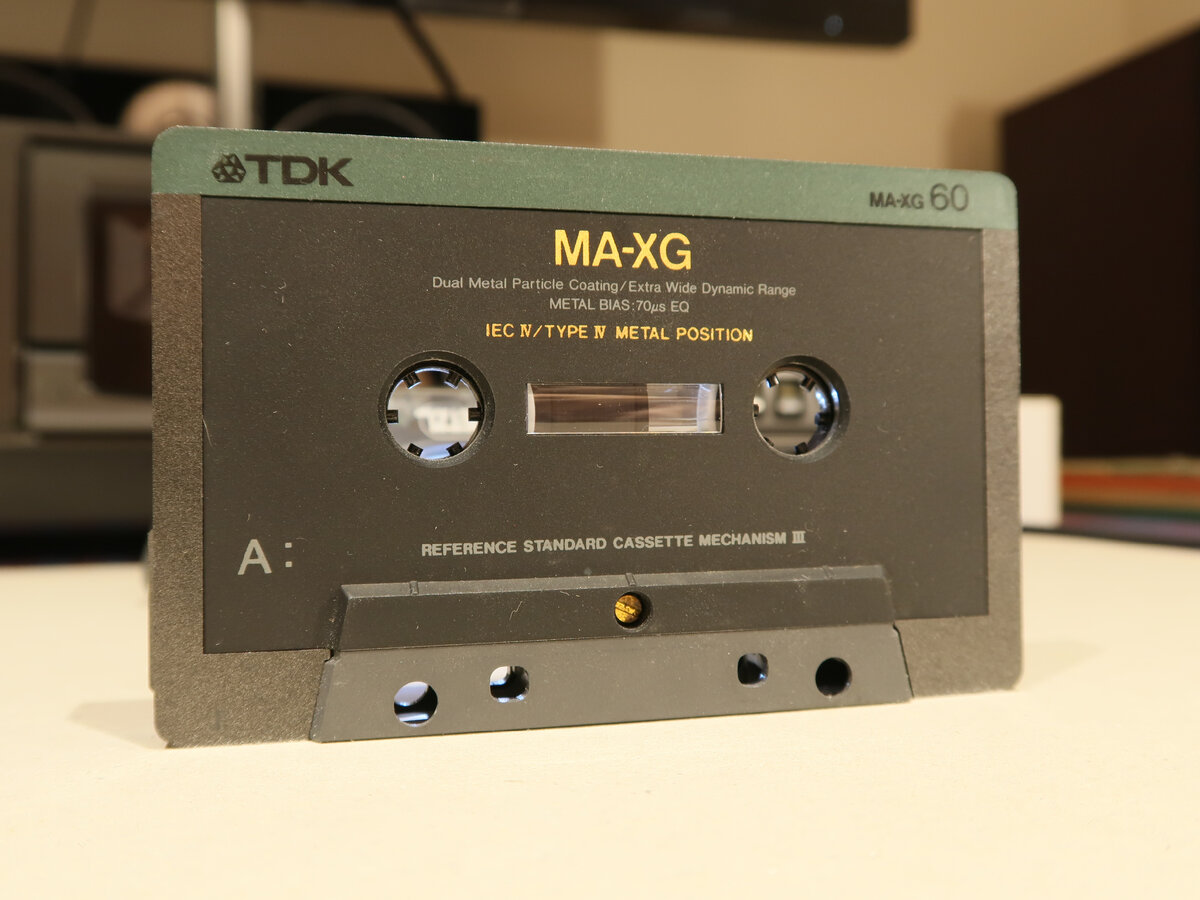 TDK
MA-XG 60
MA-XG
Dual Metal Particle Coating/Extra Wide Dynamic Range
METAL BIAS:70μs EQ
IEC Ⅳ/TYPE Ⅳ METAL POSITION
A:
REFERENCE STANDARD CASSETTE MECHANISM Ⅲ